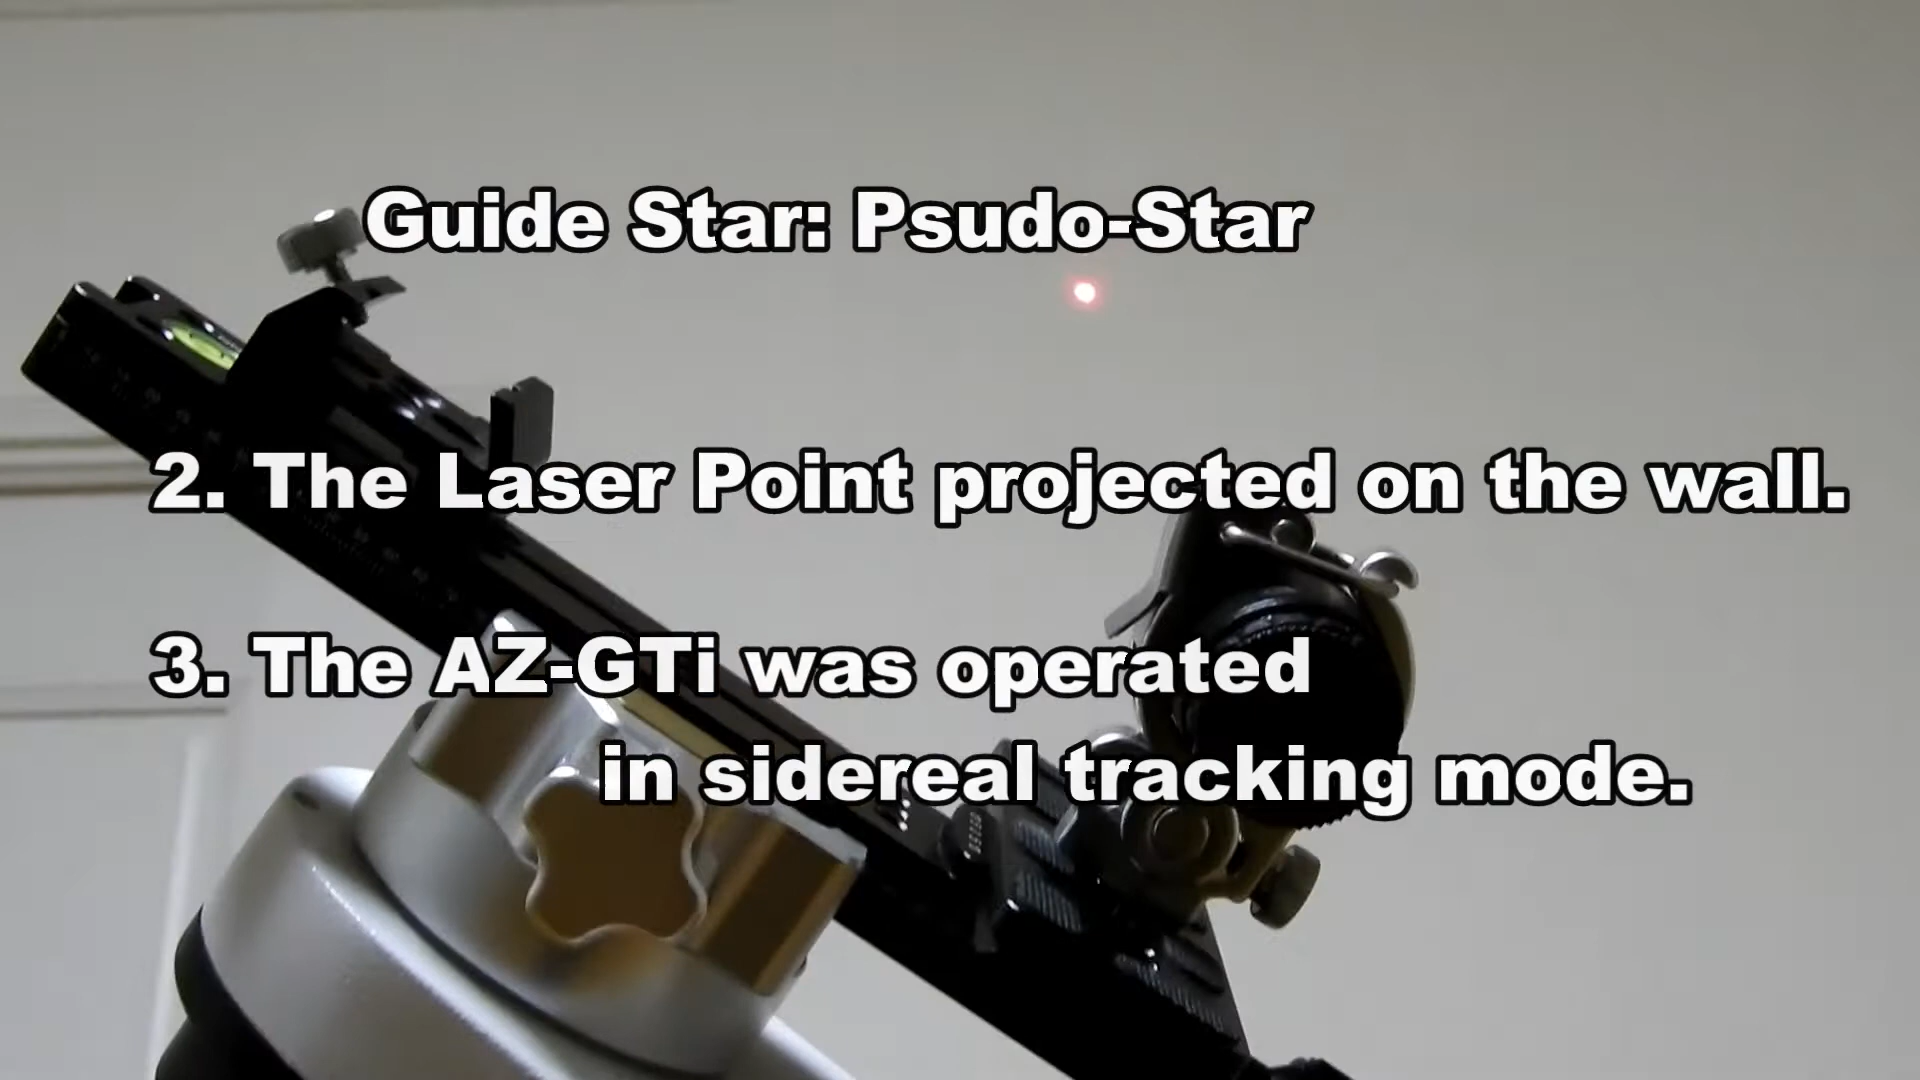 Guide Star: Psudo-Star
2. The Laser Point projected on the wall.
3. The AZ-GTi was operated
in sidereal tracking mode.